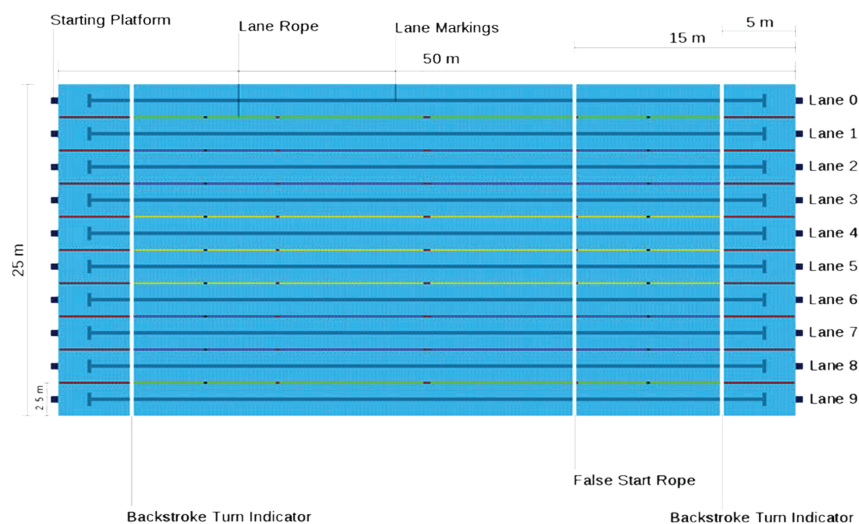 Starting Platform
Lane Rope
Lane Markings
5 m
15 m
50 m
Lane 0
Lane 1
Lane 2
Lane 3
Lane 4
Lane 5
Lane 6
Lane 7
Lane 8
Lane 9
25 m
2.5 m
False Start Rope
Backstroke Turn Indicator
Backstroke Turn Indicator